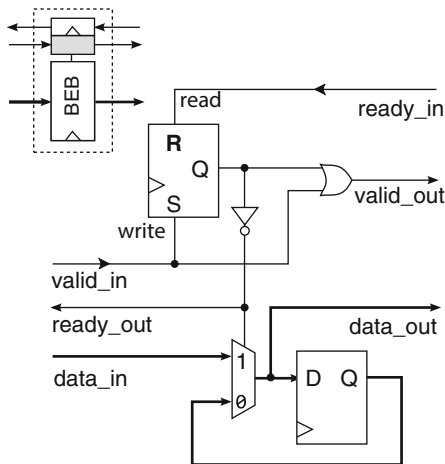 BEB
read
ready_in
R
Q
S
write
valid_out
valid_in
ready_out
data_out
1
data_in
0
D Q